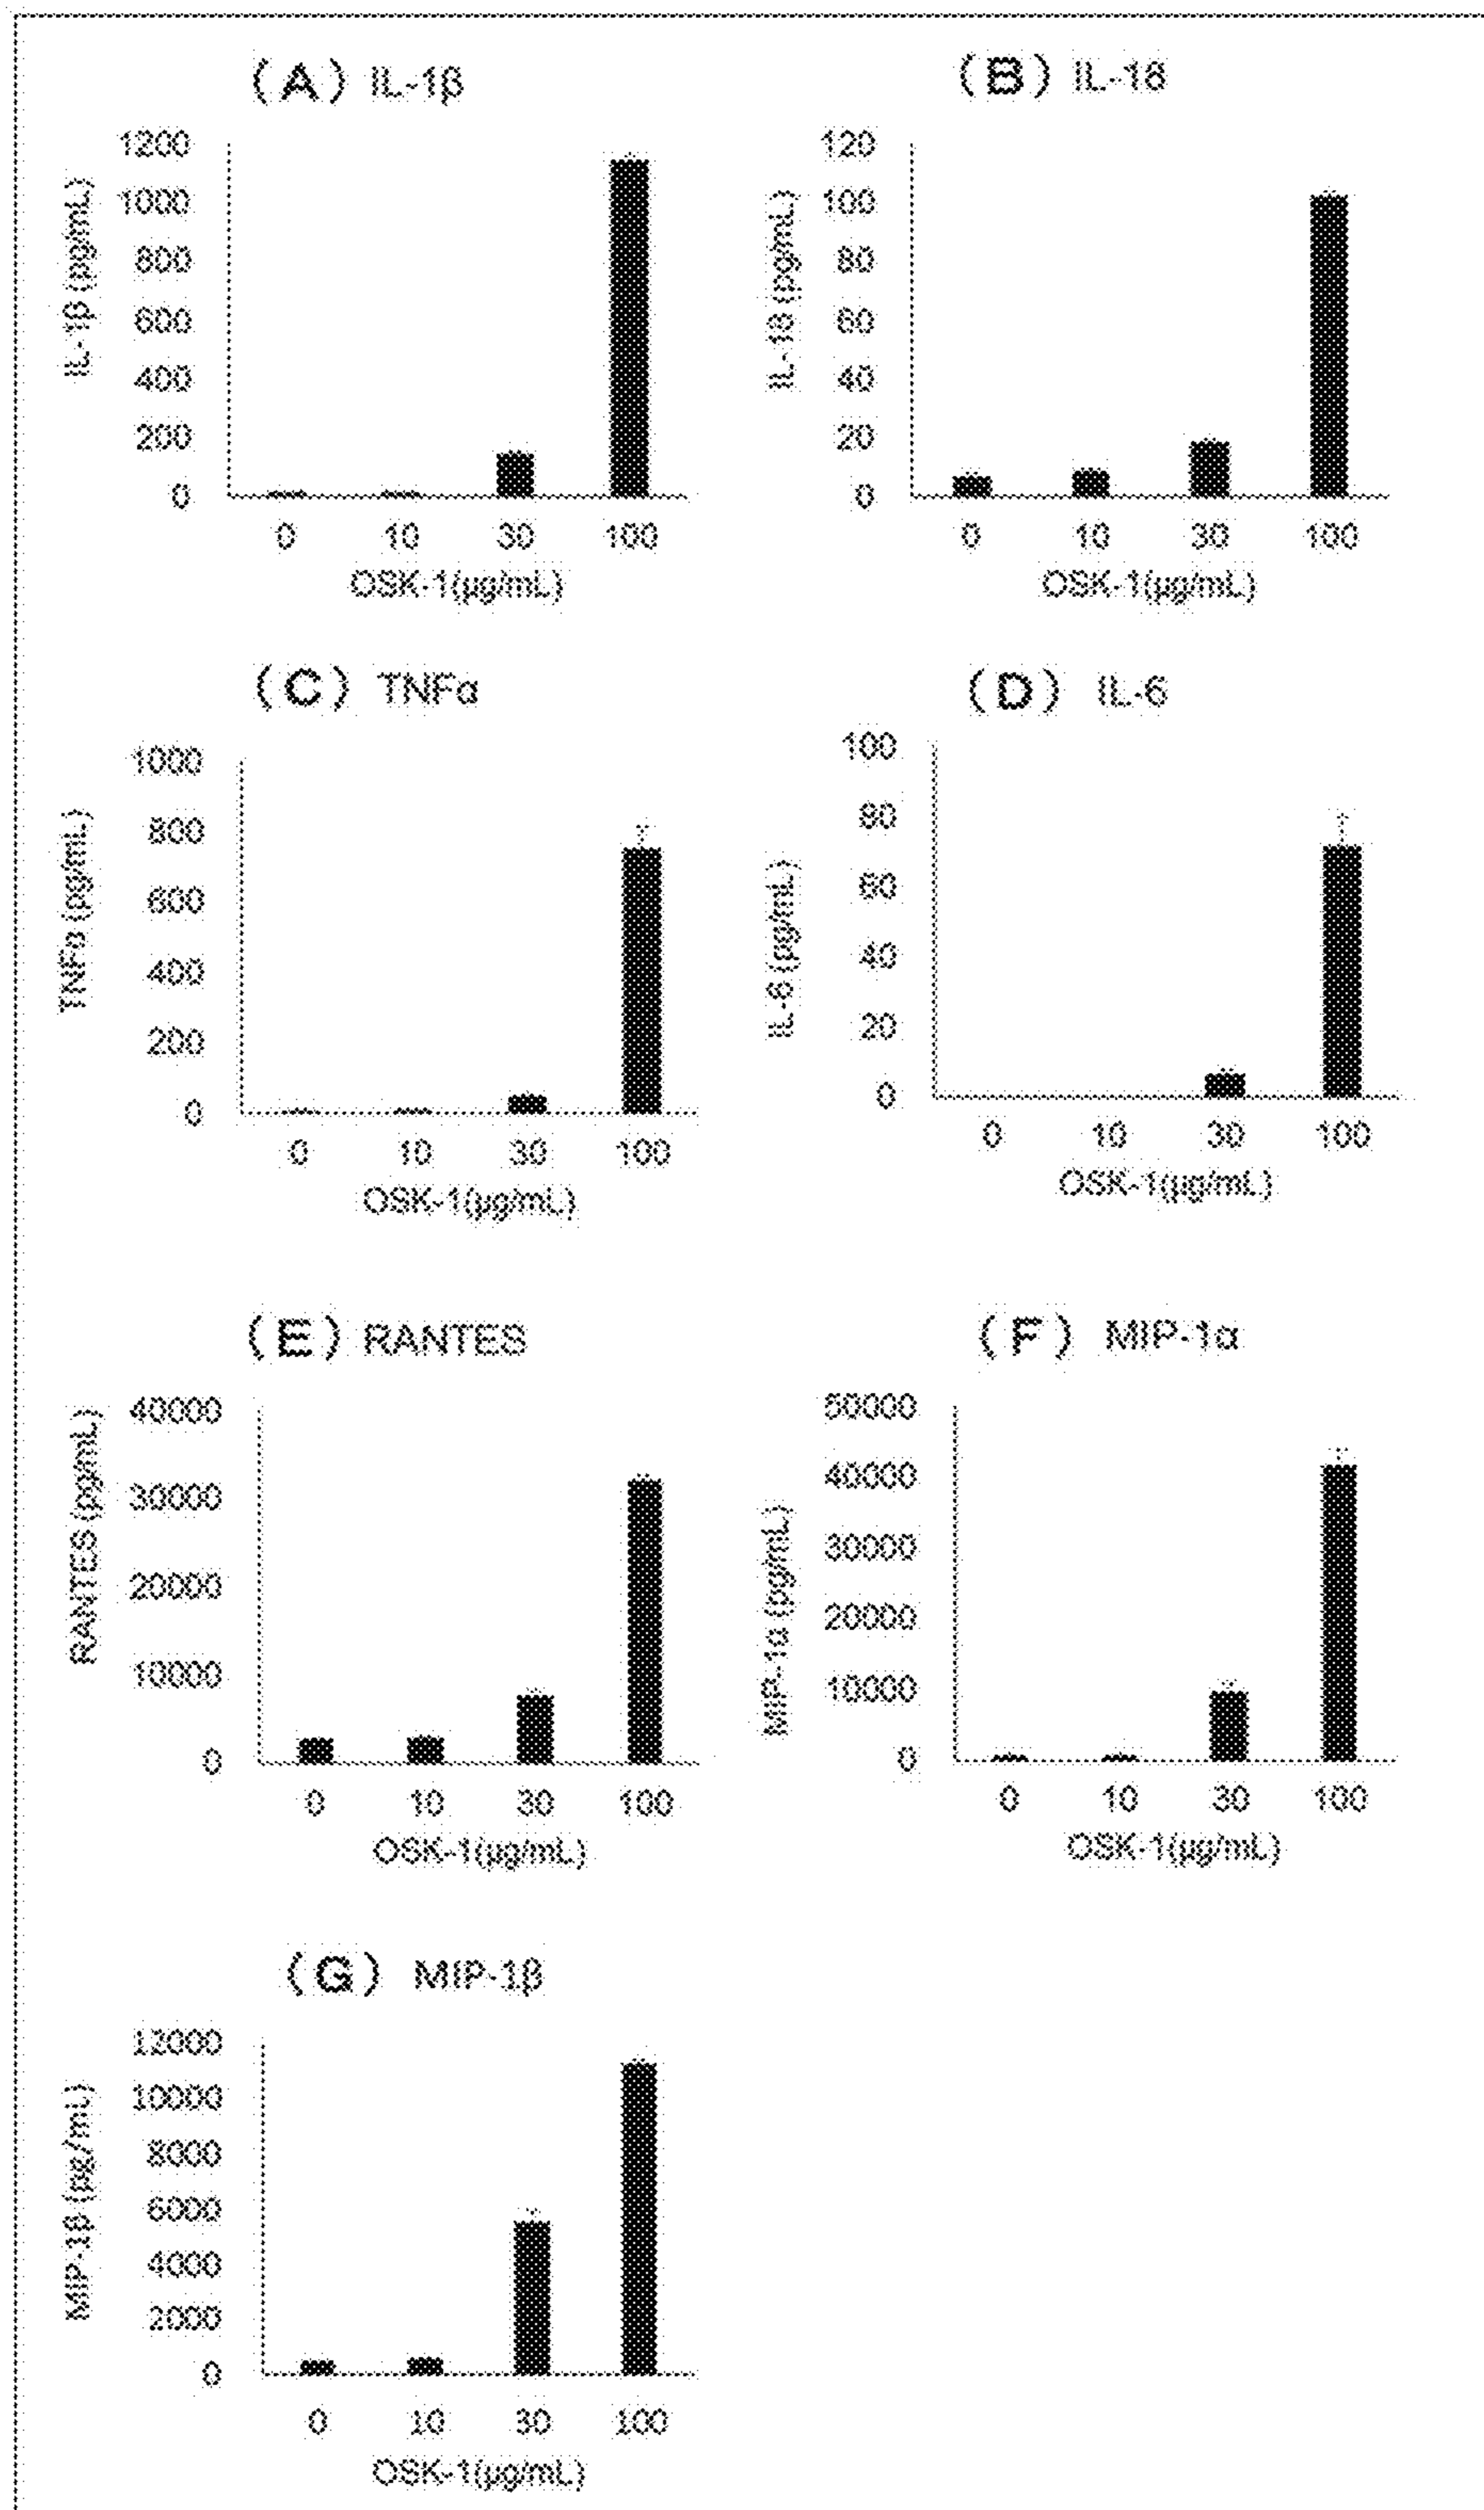 (A) IL-1β
IL-1β (pg/mL)
1200
1000
800
600
400
200
0
0 10 30 100
OSK-1(μg/mL)
(B) IL-18
IL-18 (pg/mL)
120
100
80
60
40
20
0
0 10 30 100
OSK-1(μg/mL)
(C) TNFα
TNFα (pg/mL)
1000
800
600
400
200
0
0 10 30 100
OSK-1(μg/mL)
(D) IL-6
IL-6 (pg/mL)
100
80
60
40
20
0
0 10 30 100
OSK-1(μg/mL)
(E) RANTES
RANTES (pg/mL)
40000
30000
20000
10000
0
0 10 30 100
OSK-1(μg/mL)
(F) MIP-1α
MIP-1α (pg/mL)
50000
40000
30000
20000
10000
0
0 10 30 100
OSK-1(μg/mL)
(G) MIP-1β
MIP-1β (pg/mL)
12000
10000
8000
6000
4000
2000
0
0 10 30 100
OSK-1(μg/mL)